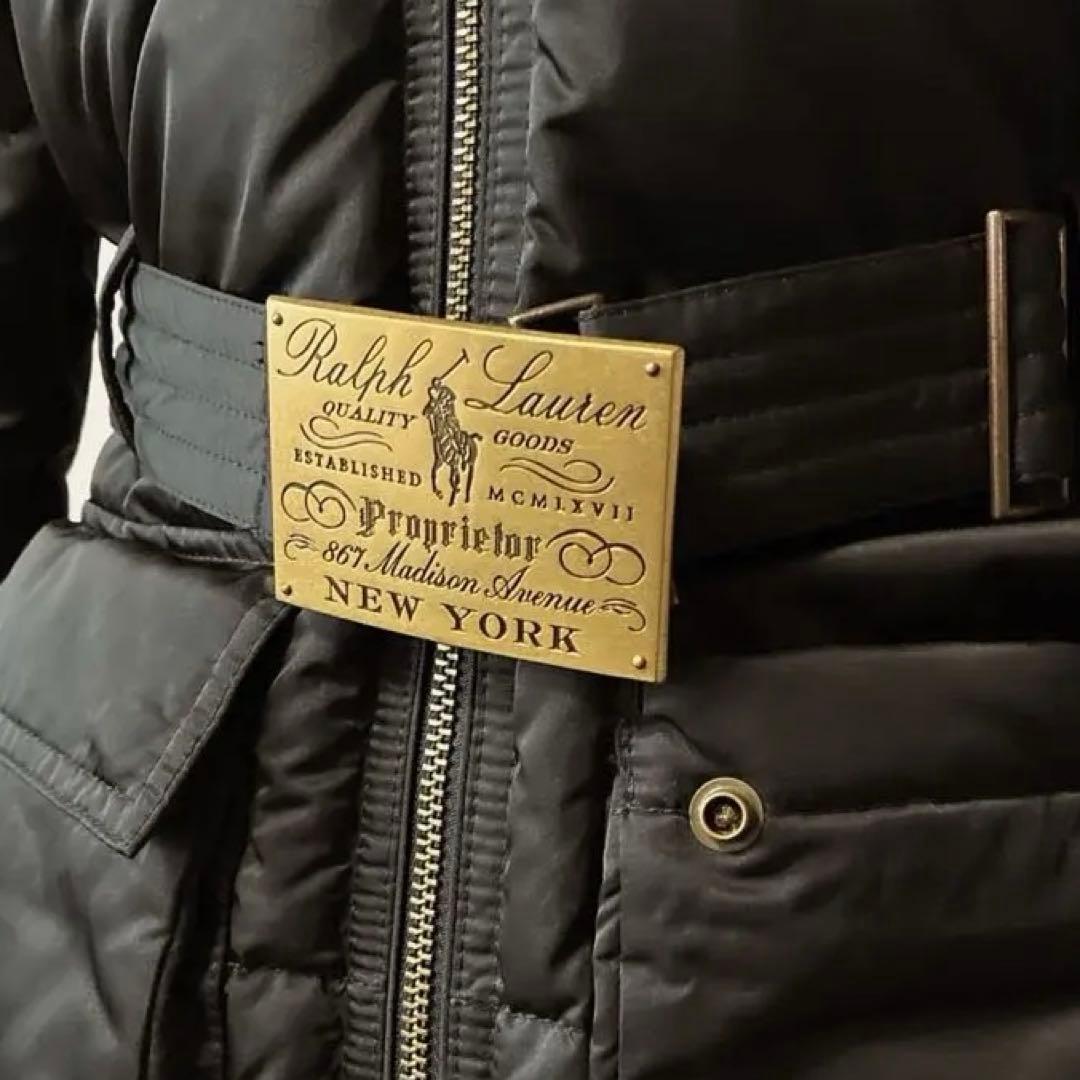 Ralph Lauren
QUALITY GOODS
ESTABLISHED MCMLXVII
Proprietor
867 Madison Avenue
NEW YORK